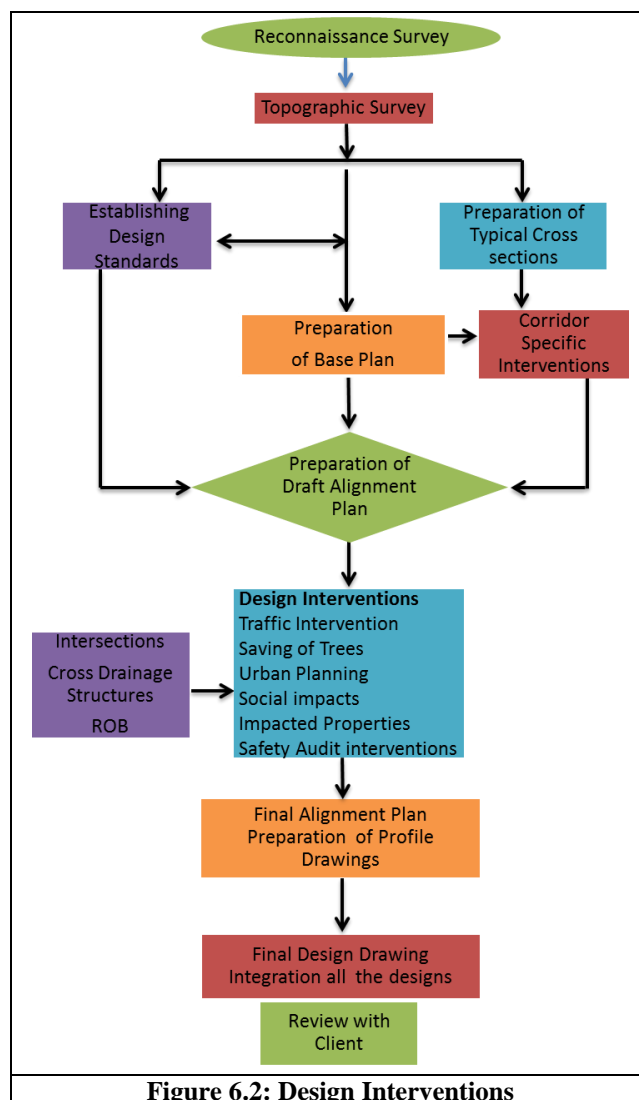 Reconnaissance Survey
Topographic Survey
Establishing
Design
Standards
Preparation of
Typical Cross
sections
Preparation
of Base Plan
Corridor
Specific
Interventions
Preparation of
Draft Alignment
Plan
Design Interventions
Traffic Intervention
Saving of Trees
Urban Planning
Social impacts
Impacted Properties
Safety Audit interventions
Intersections
Cross Drainage
Structures
ROB
Final Alignment Plan
Preparation of Profile
Drawings
Final Design Drawing
Integration all the designs
Review with
Client
Figure 6.2: Design Interventions